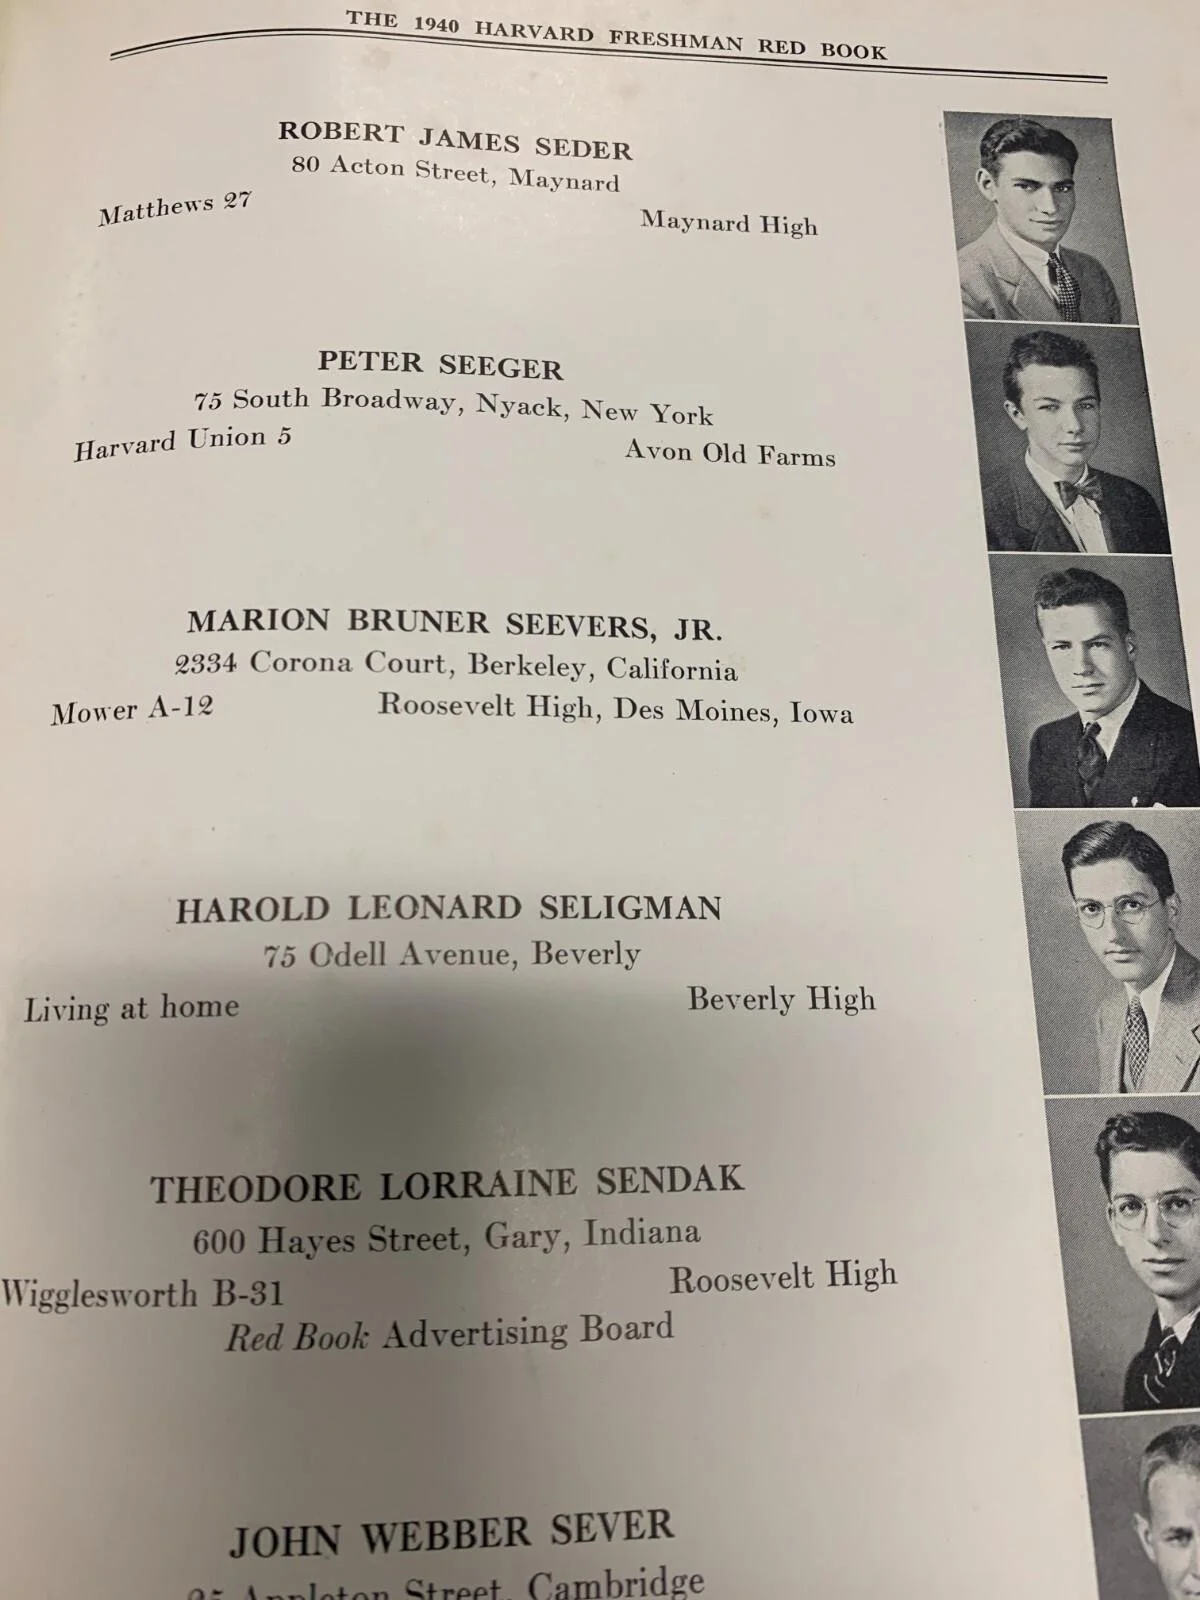 THE 1940 HARVARD FRESHMAN RED BOOK
ROBERT JAMES SEDER
80 Acton Street, Maynard
Matthews 27 Maynard High
PETER SEEGER
75 South Broadway, Nyack, New York
Harvard Union 5 Avon Old Farms
MARION BRUNER SEEVERS, JR.
2334 Corona Court, Berkeley, California
Mower A-12 Roosevelt High, Des Moines, Iowa
HAROLD LEONARD SELIGMAN
75 Odell Avenue, Beverly
Living at home Beverly High
THEODORE LORRAINE SENDAK
600 Hayes Street, Gary, Indiana
Wigglesworth B-31 Roosevelt High
Red Book Advertising Board
JOHN WEBBER SEVER
Appleton Street, Cambridge